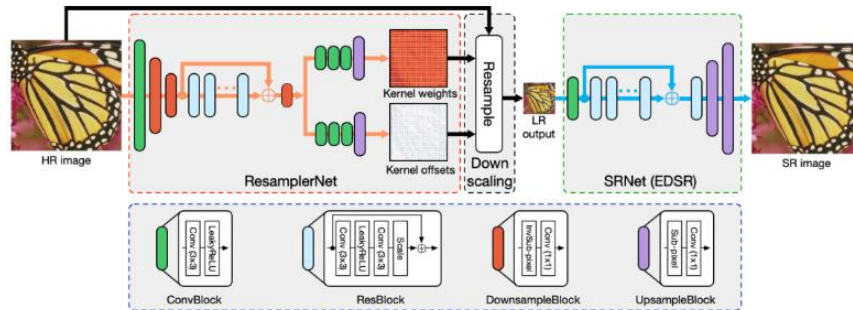 HR image
ResamplerNet
Kernel weights
Kernel offsets
Resample
Down
scaling
LR
output
SRNet (EDSR)
SR image
Conv (3x3)
LeakyReLU
ConvBlock
Conv (3x3)
LeakyReLU
Conv (3x3)
Scale
ResBlock
InvSub-pixel
Conv (1x1)
DownsampleBlock
Sub-pixel
Conv (1x1)
UpsampleBlock